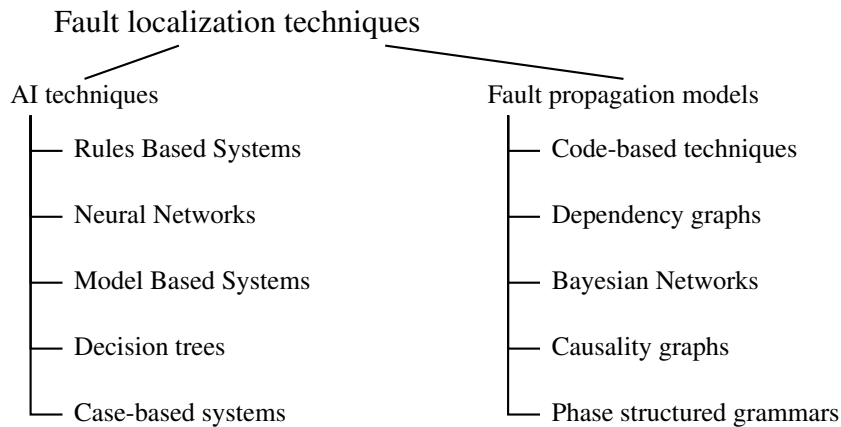 Fault localization techniques
AI techniques
Rules Based Systems
Neural Networks
Model Based Systems
Decision trees
Case-based systems
Fault propagation models
Code-based techniques
Dependency graphs
Bayesian Networks
Causality graphs
Phase structured grammars